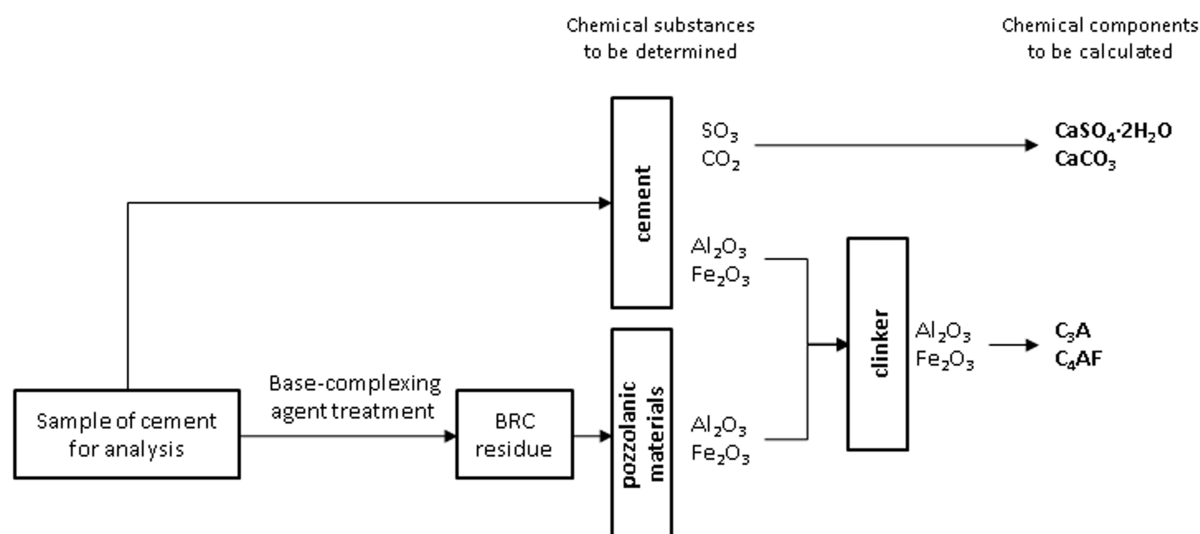 Chemical substances
to be determined
Chemical components
to be calculated
cement
SO₃
CO₂
CaSO₄·2H₂O
CaCO₃
Al₂O₃
Fe₂O₃
clinker
Al₂O₃
Fe₂O₃
C₃A
C₄AF
Sample of cement
for analysis
Base-complexing
agent treatment
BRC
residue
pozzolanic
materials
Al₂O₃
Fe₂O₃